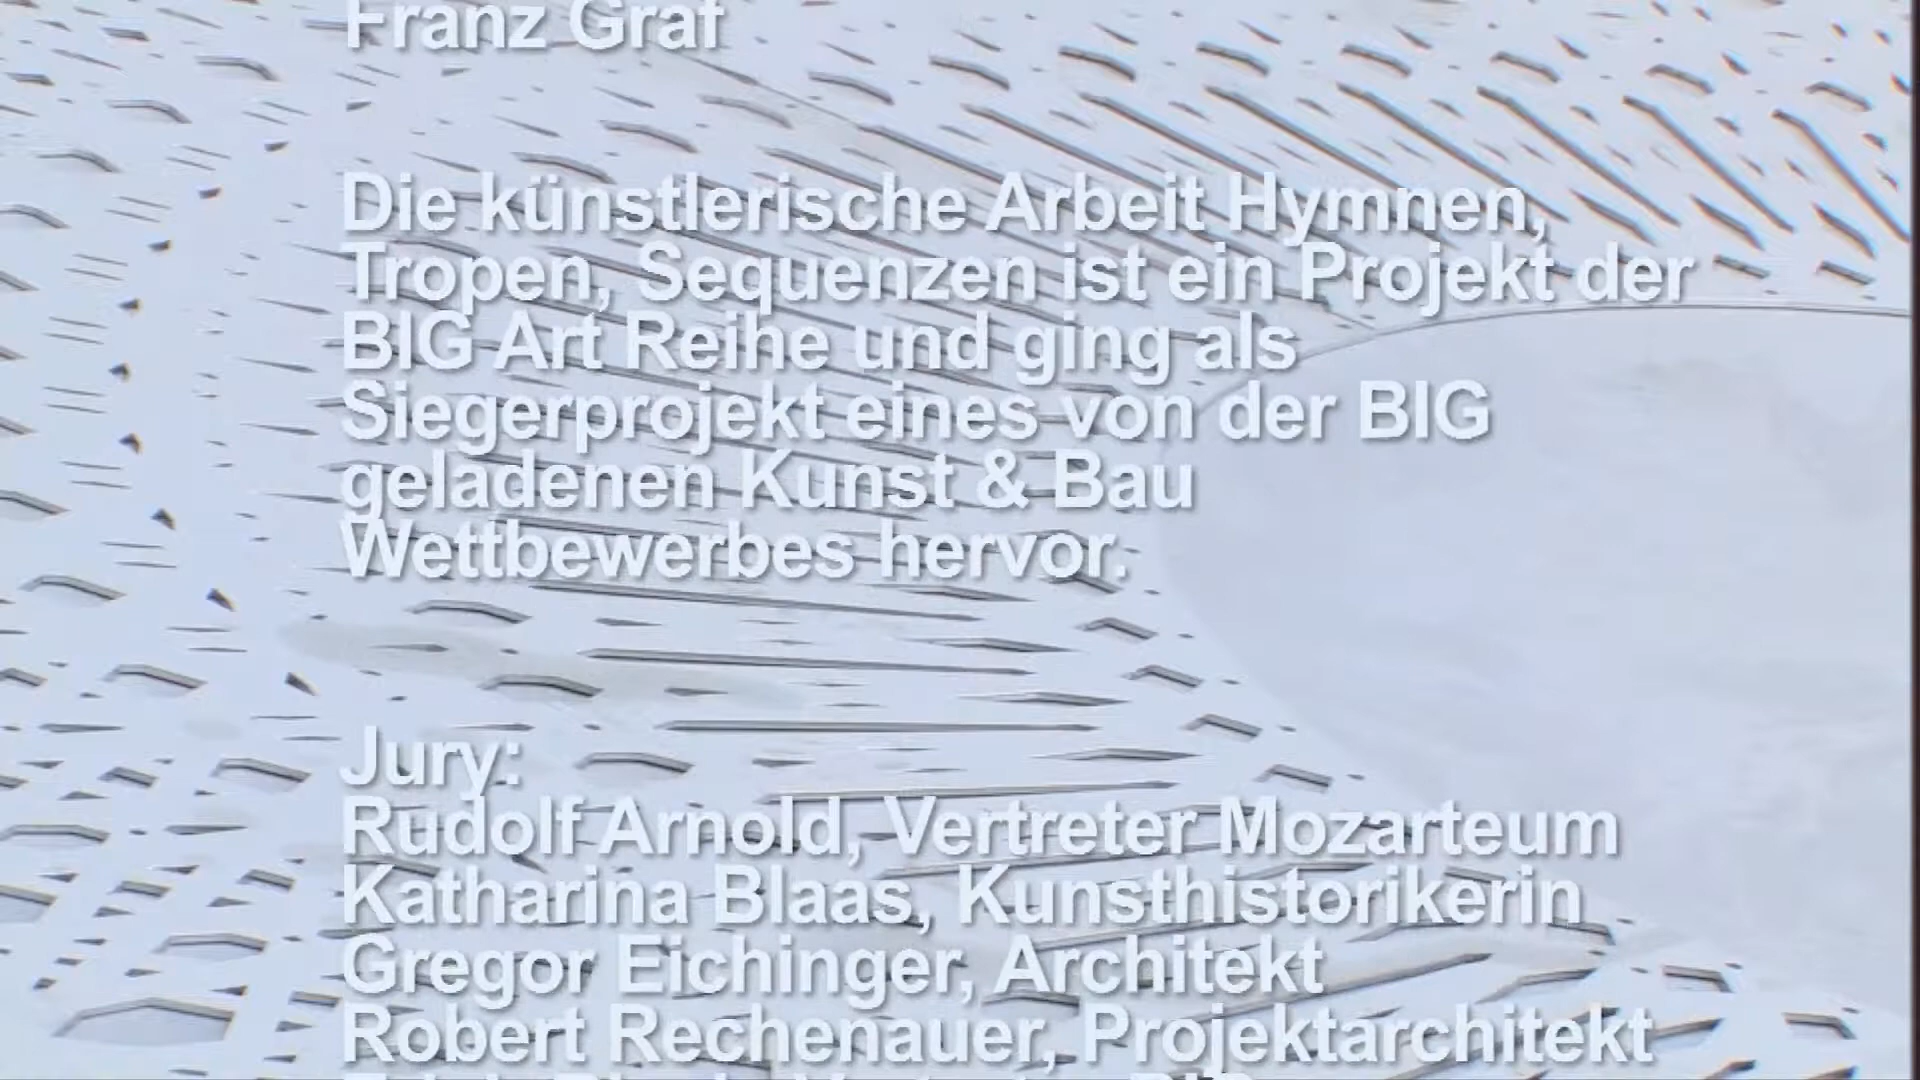 Franz Graf
Die künstlerische Arbeit Hymnen,
Tropen, Sequenzen ist ein Projekt der
BIG Art Reihe und ging als
Siegerprojekt eines von der BIG
geladenen Kunst & Bau
Wettbewerbes hervor.
Jury:
Rudolf Arnold, Vertreter Mozarteum
Katharina Blaas, Kunsthistorikerin
Gregor Eichinger, Architekt
Robert Rechenauer, Projektarchitekt